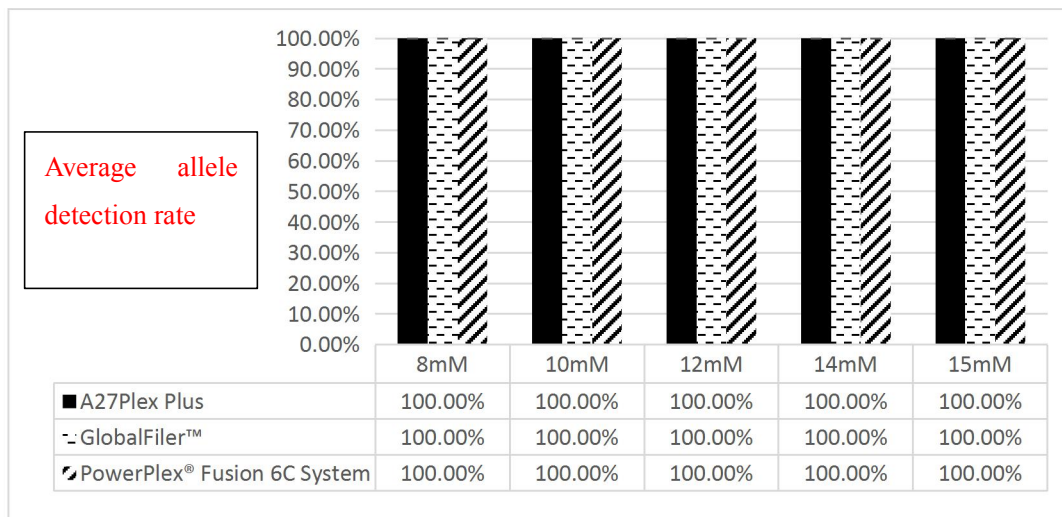 100.00%
90.00%
80.00%
70.00%
60.00%
50.00%
40.00%
30.00%
20.00%
10.00%
0.00%
Average allele
detection rate
8mM 10mM 12mM 14mM 15mM
A27Plex Plus 100.00% 100.00% 100.00% 100.00% 100.00%
GlobalFiler™ 100.00% 100.00% 100.00% 100.00% 100.00%
PowerPlex® Fusion 6C System 100.00% 100.00% 100.00% 100.00% 100.00%